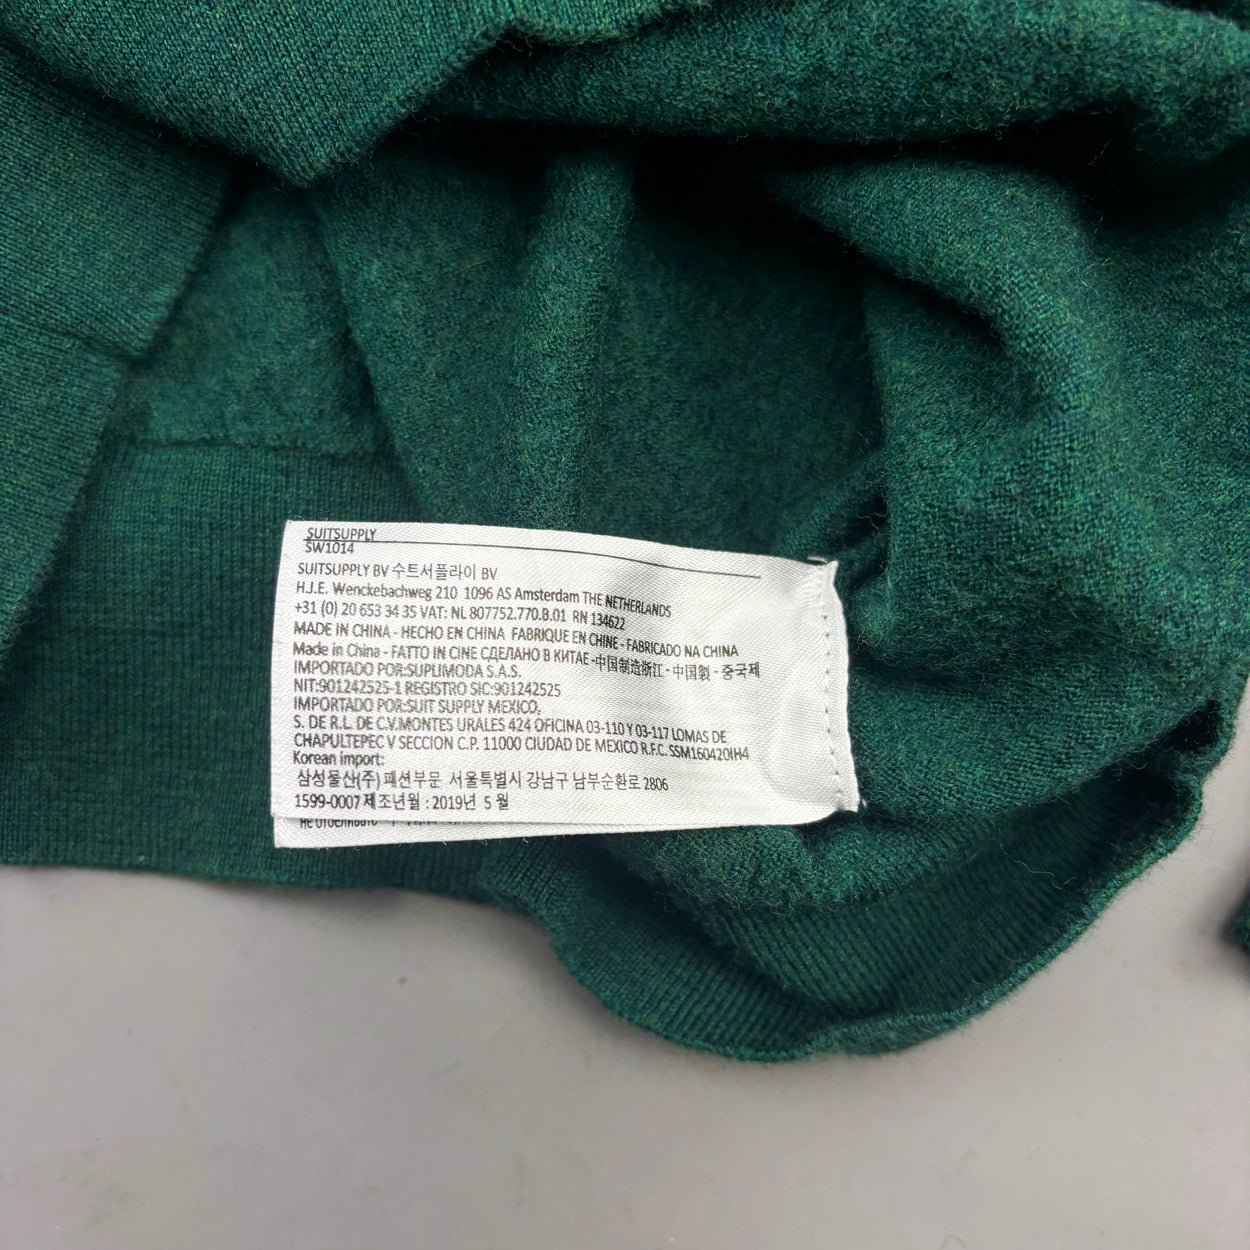 SUITSUPPLY
SW1014
SUITSUPPLY BV 수트서플라이 BV
H.J.E. Wenckebachweg 210 1096 AS Amsterdam THE NETHERLANDS
+31 (0) 20 653 34 35 VAT: NL 807752.770.B.01 RN 134622
MADE IN CHINA - HECHO EN CHINA FABRIQUE EN CHINE - FABRICADO NA CHINA
Made in China - FATTO IN CINE СДЕЛАНО В КИТАЕ -中国制造浙江 - 中国製 - 중국제
IMPORTADO POR:SUPLIMODA S.A.S.
NIT:901242525-1 REGISTRO SIC:901242525
IMPORTADO POR:SUIT SUPPLY MEXICO,
S. DE R.L. DE C.V.MONTES URALES 424 OFICINA 03-110 Y 03-117 LOMAS DE
CHAPULTEPEC V SECCION C.P. 11000 CIUDAD DE MEXICO R.F.C. SSM160420IH4
Korean import:
삼성물산(주) 패션부문 서울특별시 강남구 남부순환로 2806
1599-0007 제조년월 : 2019년 5 월